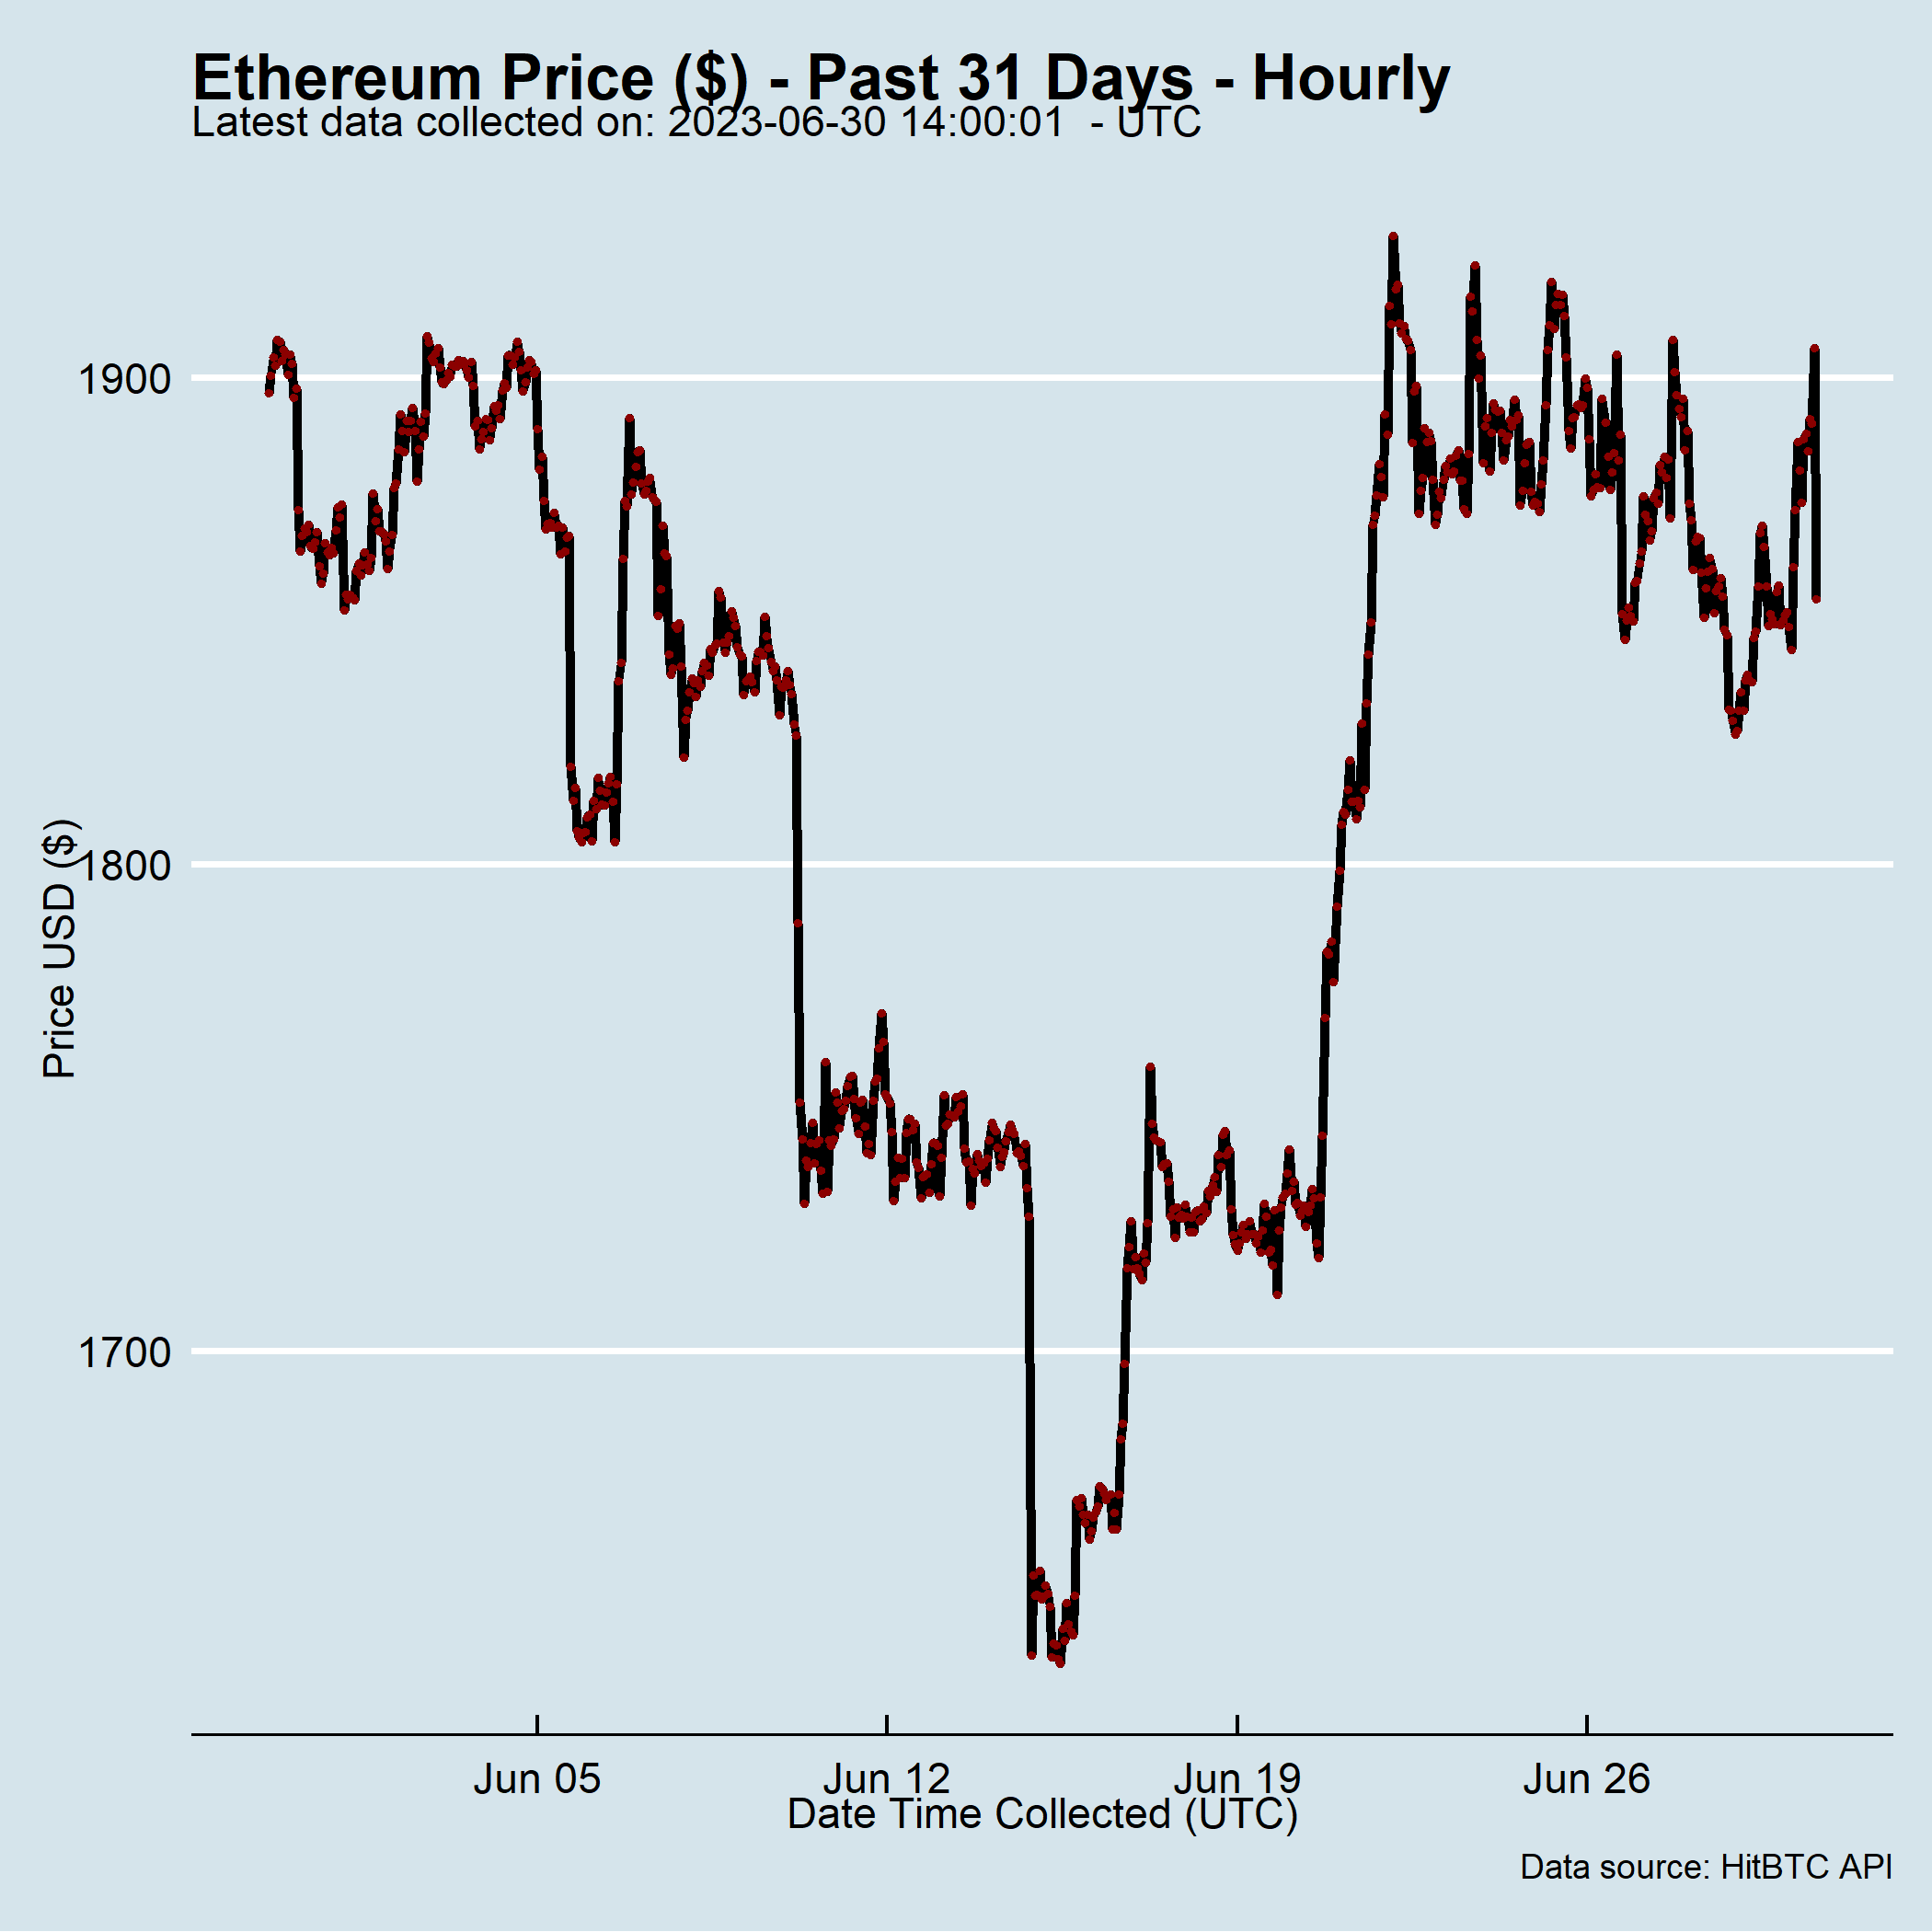 Ethereum Price ($) - Past 31 Days - Hourly
Latest data collected on: 2023-06-30 14:00:01  - UTC
1900
1800
1700
Price USD ($)
Jun 05
Jun 12
Jun 19
Jun 26
Date Time Collected (UTC)
Data source: HitBTC API